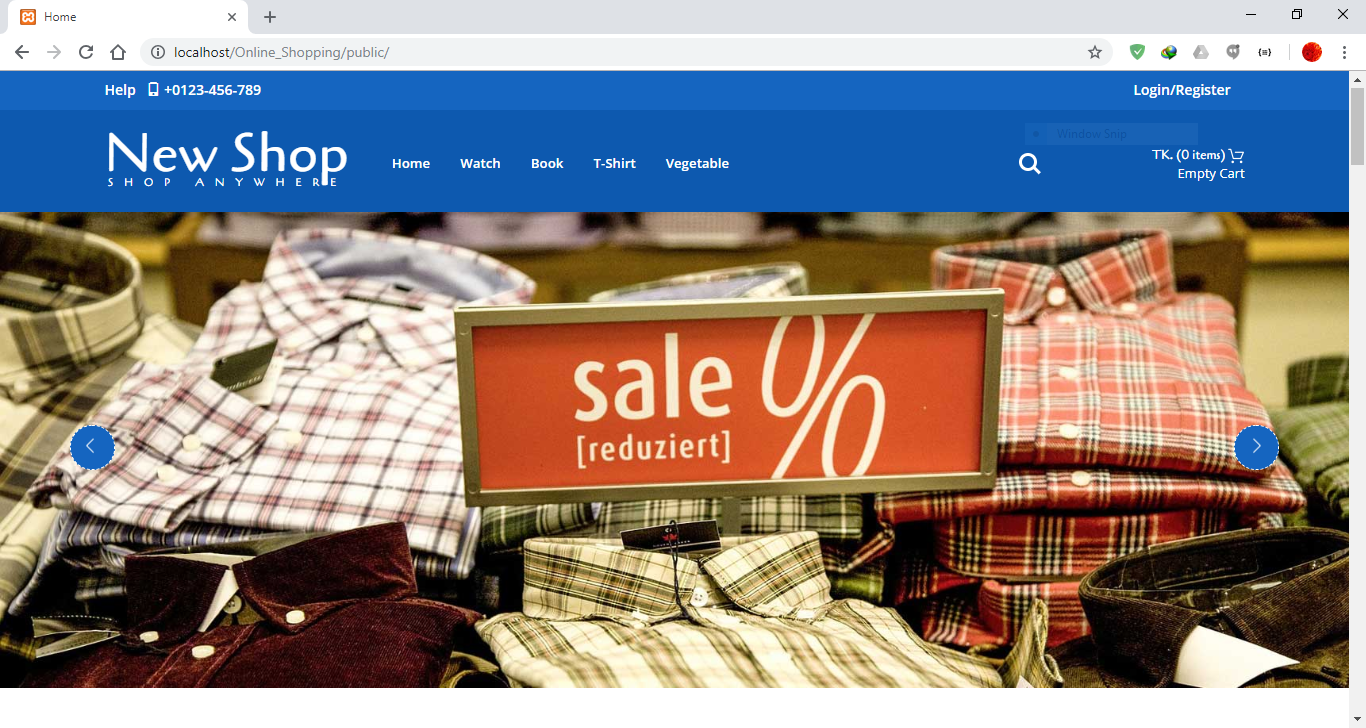 Home
localhost/Online_Shopping/public/
Help +0123-456-789
Login/Register
Window Snip
New Shop
SHOP ANYWHERE
Home Watch Book T-Shirt Vegetable
TK. (0 items)
Empty Cart
sale %
[reduziert]